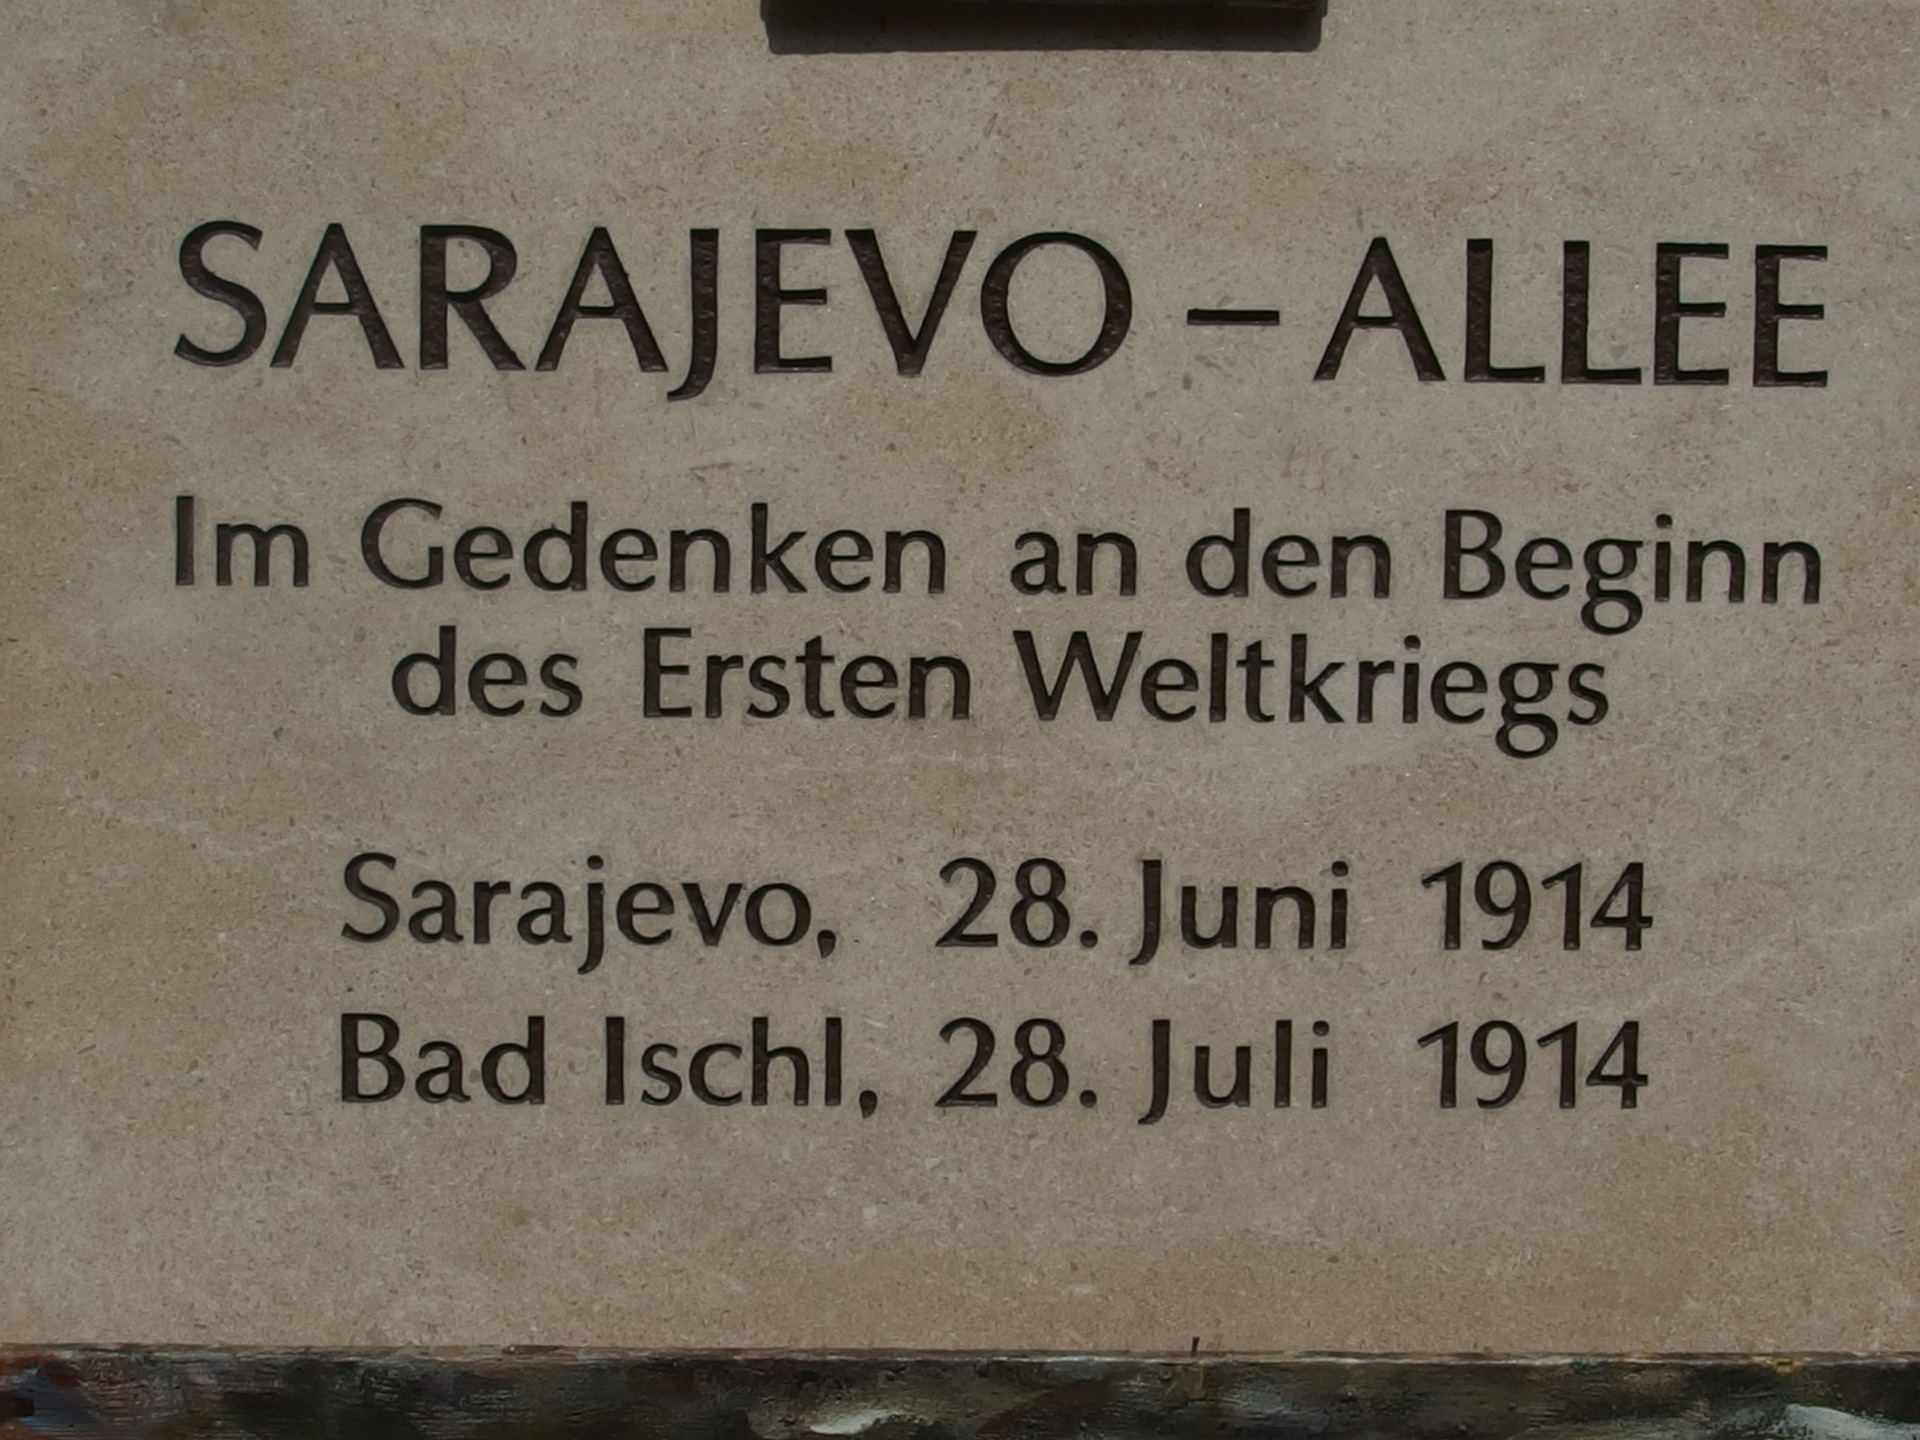 SARAJEVO – ALLEE
Im Gedenken an den Beginn
des Ersten Weltkriegs
Sarajevo, 28. Juni 1914
Bad Ischl, 28. Juli 1914